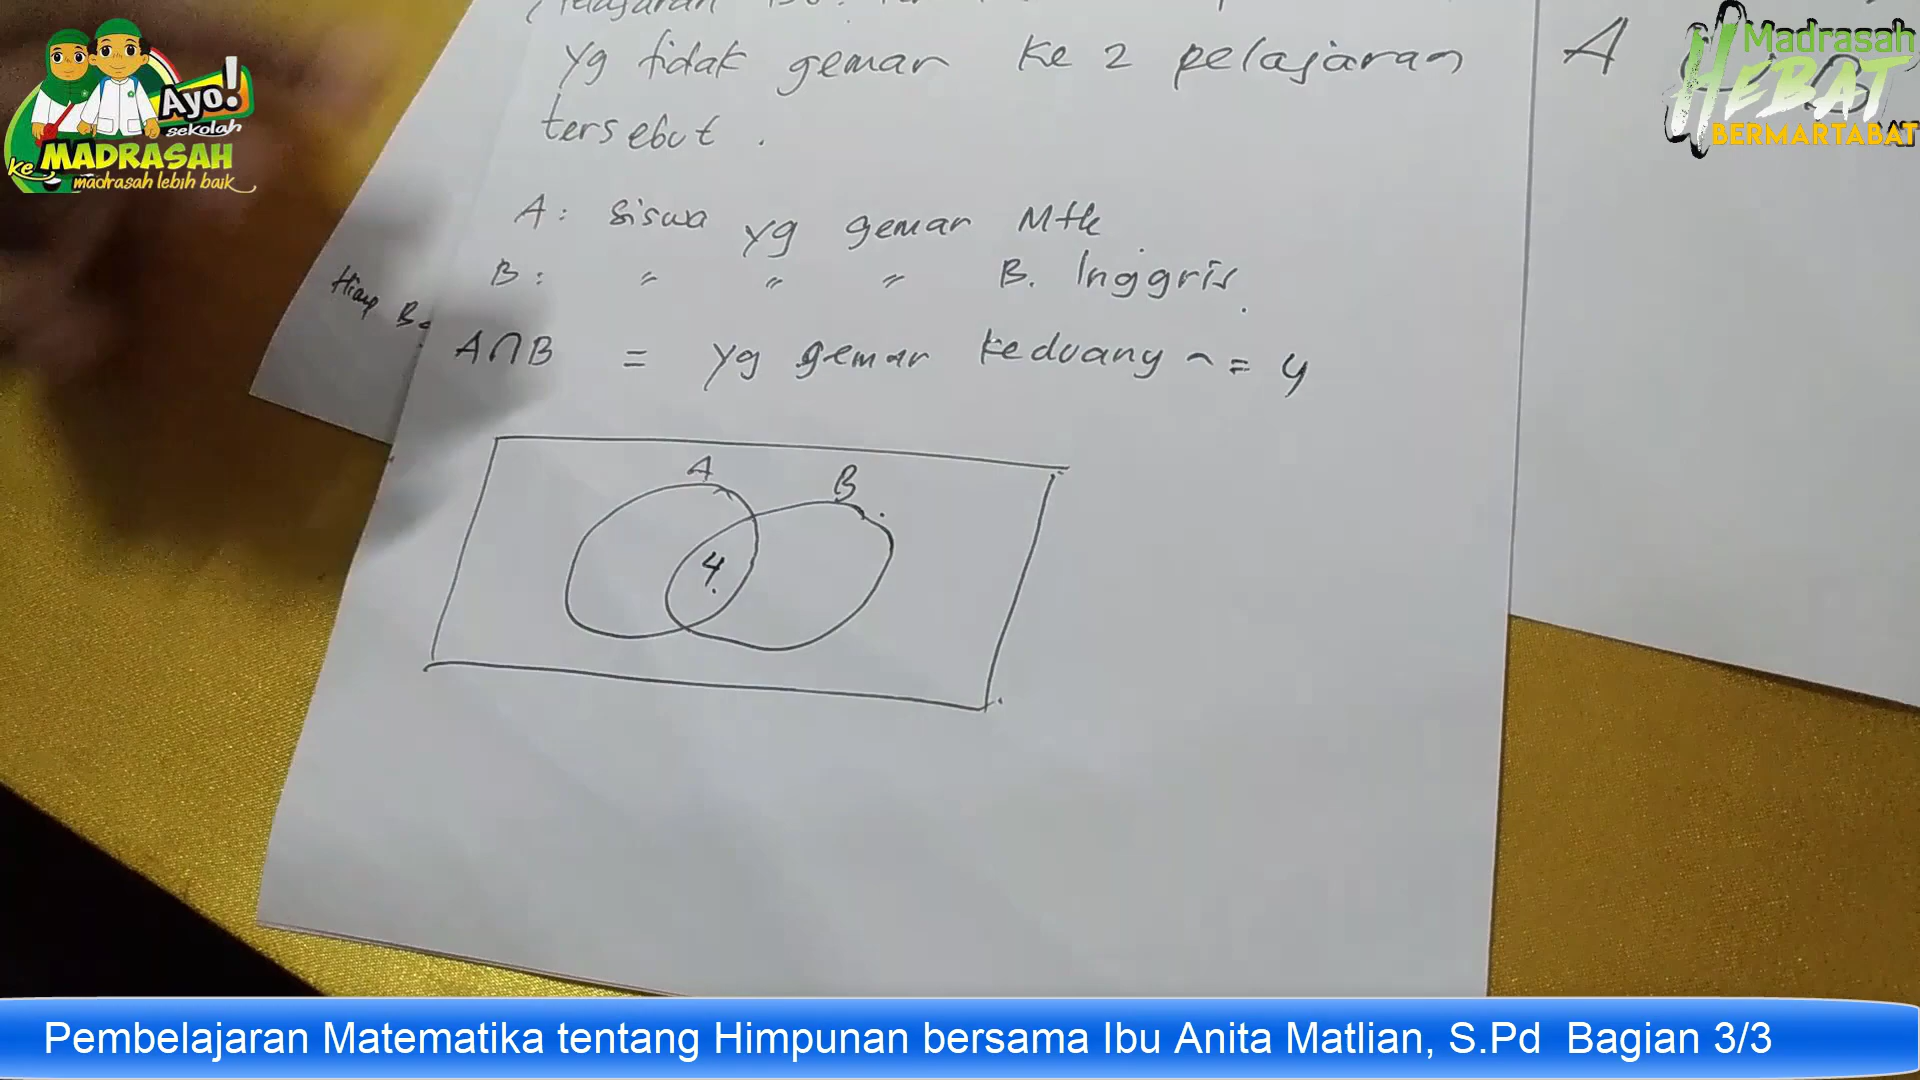 Ayo!
sekolah
ke MADRASAH
madrasah lebih baik
Madrasah
HEBAT
BERMARTABAT
yg tidak gemar ke 2 pelajaran
tersebut.
A: siswa yg gemar Mtk
B: " " " B. Inggris.
A∩B = yg gemar keduanya = 4
A B
4
A
Pembelajaran Matematika tentang Himpunan bersama Ibu Anita Matlian, S.Pd Bagian 3/3